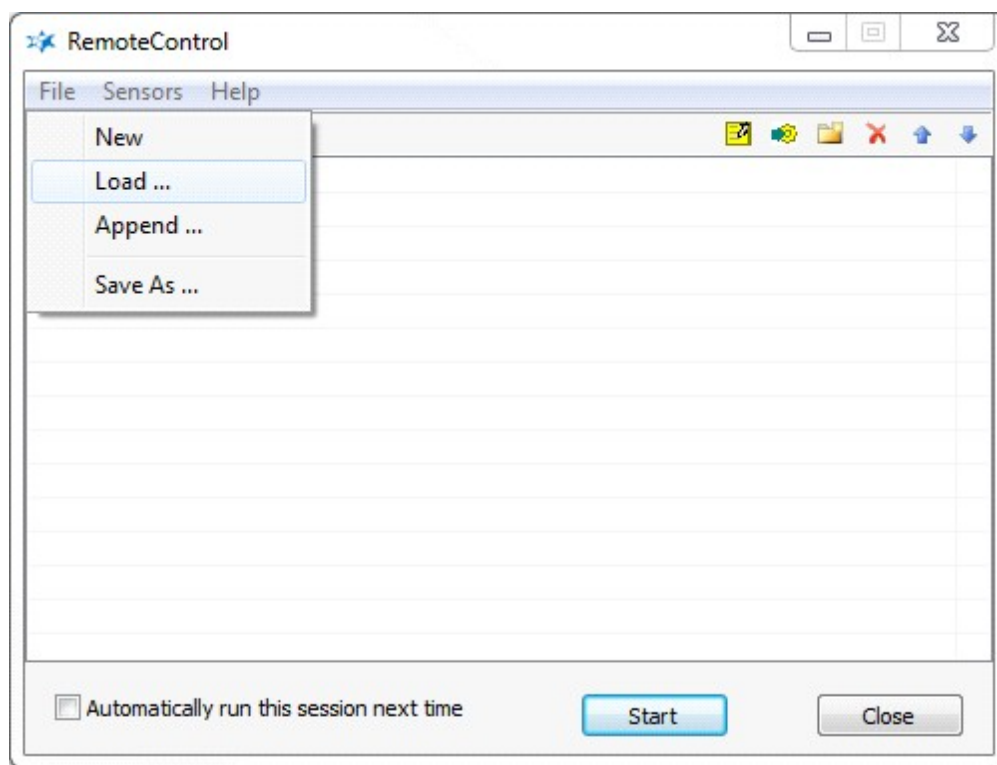 RemoteControl
File Sensors Help
New
Load ...
Append ...
Save As ...
Automatically run this session next time
Start
Close